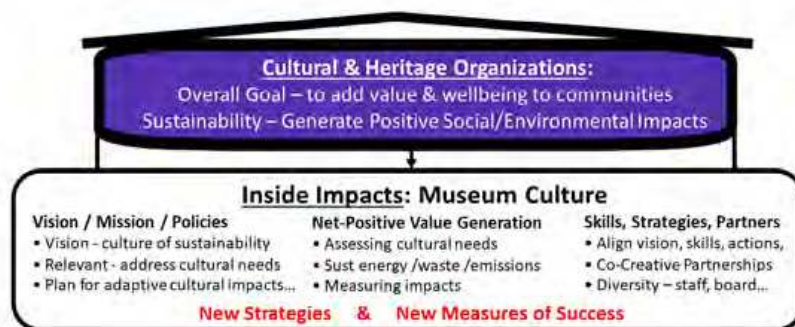 Cultural & Heritage Organizations:
Overall Goal – to add value & wellbeing to communities
Sustainability – Generate Positive Social/Environmental Impacts
Inside Impacts: Museum Culture
Vision / Mission / Policies
• Vision - culture of sustainability
• Relevant - address cultural needs
• Plan for adaptive cultural impacts...
Net-Positive Value Generation
• Assessing cultural needs
• Sust energy /waste /emissions
• Measuring impacts
Skills, Strategies, Partners
• Align vision, skills, actions,
• Co-Creative Partnerships
• Diversity – staff, board...
New Strategies & New Measures of Success